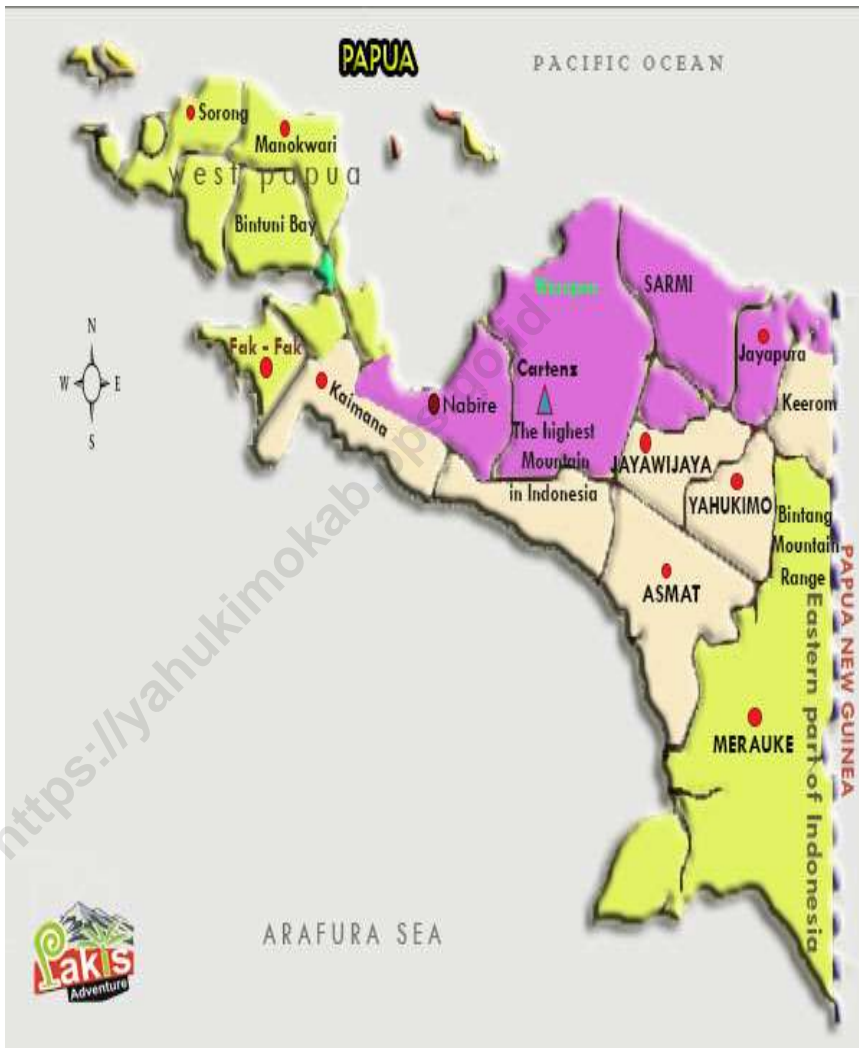 PAPUA
PACIFIC OCEAN
Sorong
Manokwari
west papua
Bintuni Bay
SARMI
N
W E
S
Fak - Fak
Kaimana
Nabire
Cartenz
The highest
Mountain
in Indonesia
Jayapura
Keerom
JAYAWIJAYA
YAHUKIMO
Bintang
Mountain
Range
ASMAT
MERAUKE
PAPUA NEW GUINEA
Eastern part of Indonesia
ARAFURA SEA
Pakis
Adventure
https://yahukimokab.bps.go.id